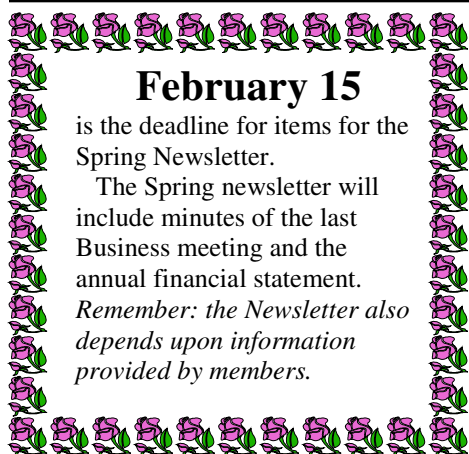 February 15
is the deadline for items for the
Spring Newsletter.
The Spring newsletter will
include minutes of the last
Business meeting and the
annual financial statement.
Remember: the Newsletter also
depends upon information
provided by members.